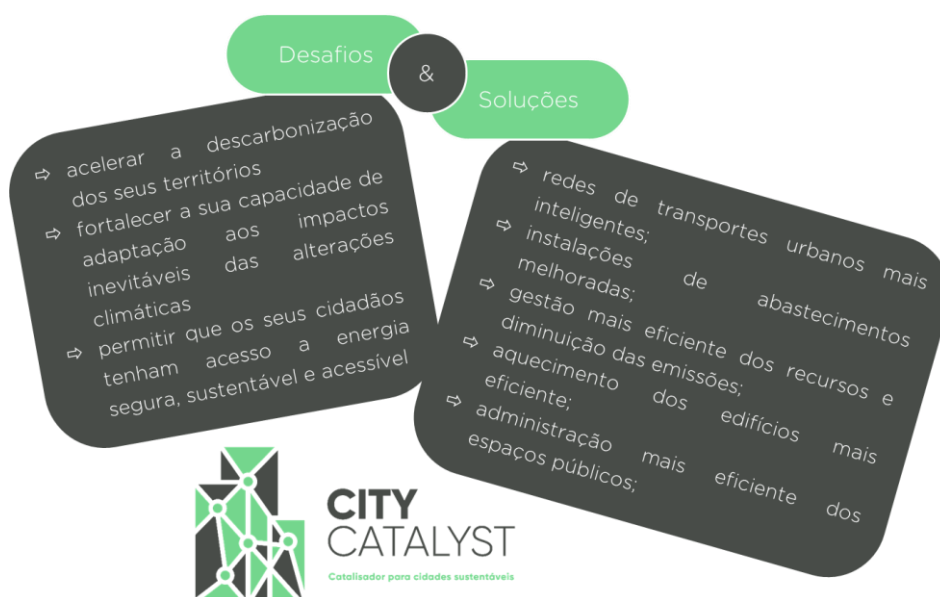 Desafios
&
Soluções
⇨ acelerar a descarbonização
dos seus territórios
⇨ fortalecer a sua capacidade de
adaptação aos impactos
inevitáveis das alterações
climáticas
⇨ permitir que os seus cidadãos
tenham acesso a energia
segura, sustentável e acessível
⇨ redes de transportes urbanos mais
inteligentes;
⇨ instalações de abastecimentos
melhoradas;
⇨ gestão mais eficiente dos recursos e
diminuição das emissões;
⇨ aquecimento dos edifícios mais
eficiente;
⇨ administração mais eficiente dos
espaços públicos;
CITY
CATALYST
Catalisador para cidades sustentáveis